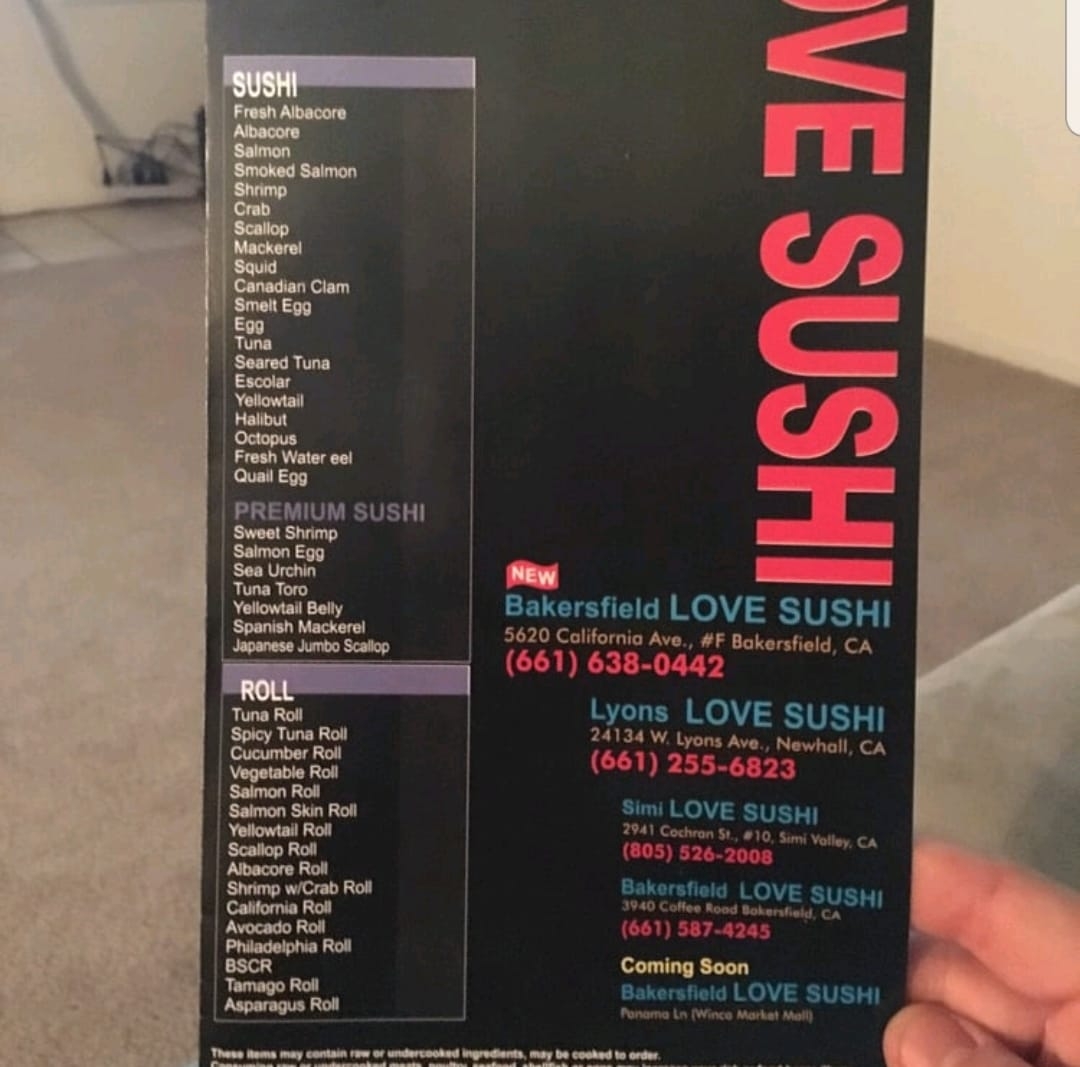 SUSHI
Fresh Albacore
Albacore
Salmon
Smoked Salmon
Shrimp
Crab
Scallop
Mackerel
Squid
Canadian Clam
Smelt Egg
Egg
Tuna
Seared Tuna
Escolar
Yellowtail
Halibut
Octopus
Fresh Water eel
Quail Egg
PREMIUM SUSHI
Sweet Shrimp
Salmon Egg
Sea Urchin
Tuna Toro
Yellowtail Belly
Spanish Mackerel
Japanese Jumbo Scallop
ROLL
Tuna Roll
Spicy Tuna Roll
Cucumber Roll
Vegetable Roll
Salmon Roll
Salmon Skin Roll
Yellowtail Roll
Scallop Roll
Albacore Roll
Shrimp w/Crab Roll
California Roll
Avocado Roll
Philadelphia Roll
BSCR
Tamago Roll
Asparagus Roll
OVE SUSHI
NEW
Bakersfield LOVE SUSHI
5620 California Ave., #F Bakersfield, CA
(661) 638-0442
Lyons LOVE SUSHI
24134 W. Lyons Ave., Newhall, CA
(661) 255-6823
Simi LOVE SUSHI
2941 Cochran St., #10, Simi Valley, CA
(805) 526-2008
Bakersfield LOVE SUSHI
3940 Coffee Road Bakersfield, CA
(661) 587-4245
Coming Soon
Bakersfield LOVE SUSHI
Panama Ln (Winco Market Mall)
These items may contain raw or undercooked ingredients, may be cooked to order.